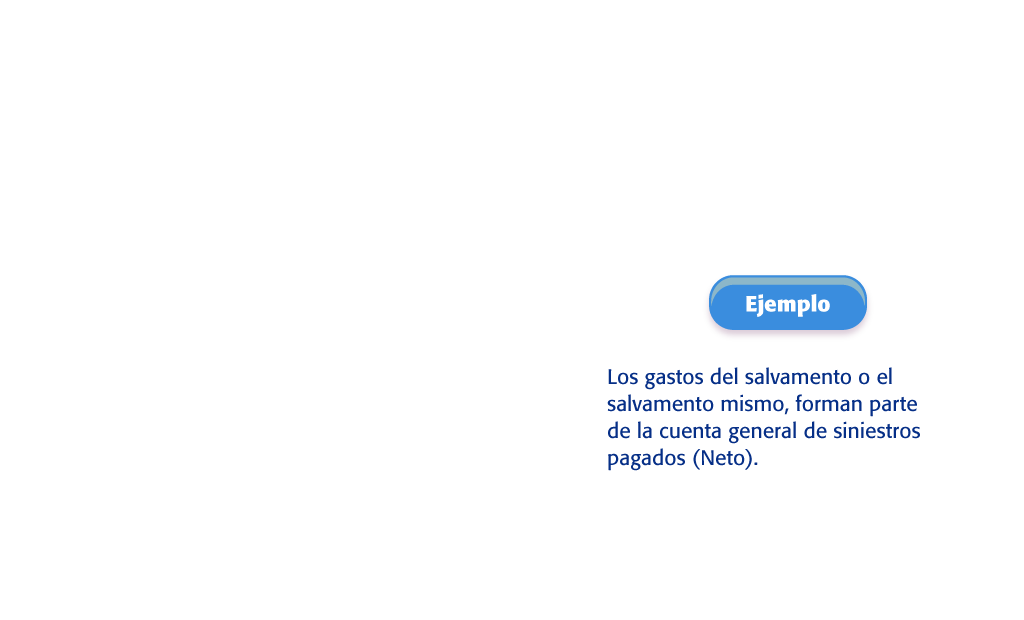 Ejemplo
Los gastos del salvamento o el
salvamento mismo, forman parte
de la cuenta general de siniestros
pagados (Neto).